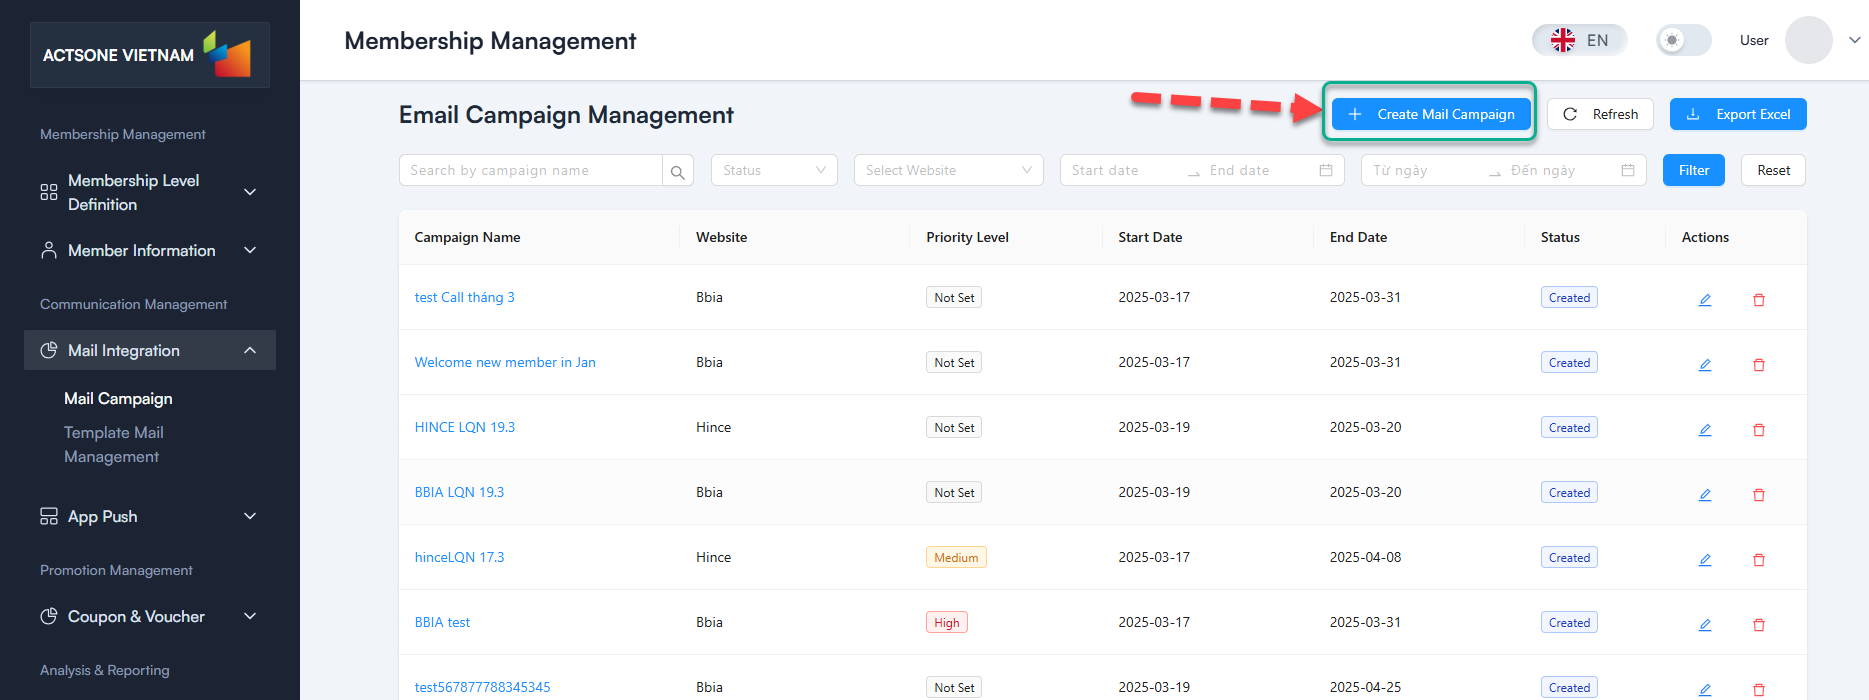 ACTSONE VIETNAM
Membership Management
Membership Level
Definition
Member Information
Communication Management
Mail Integration
Mail Campaign
Template Mail
Management
App Push
Promotion Management
Coupon & Voucher
Analysis & Reporting
Membership Management
EN
User
Email Campaign Management
Create Mail Campaign
Refresh
Export Excel
Search by campaign name
Status
Select Website
Start date
End date
Từ ngày
Đến ngày
Filter
Reset
Campaign Name Website Priority Level Start Date End Date Status Actions
test Call tháng 3 Bbia Not Set 2025-03-17 2025-03-31 Created
Welcome new member in Jan Bbia Not Set 2025-03-17 2025-03-31 Created
HINCE LQN 19.3 Hince Not Set 2025-03-19 2025-03-20 Created
BBIA LQN 19.3 Bbia Not Set 2025-03-19 2025-03-20 Created
hinceLQN 17.3 Hince Medium 2025-03-17 2025-04-08 Created
BBIA test Bbia High 2025-03-17 2025-03-31 Created
test567877788345345 Bbia Not Set 2025-03-19 2025-04-25 Created